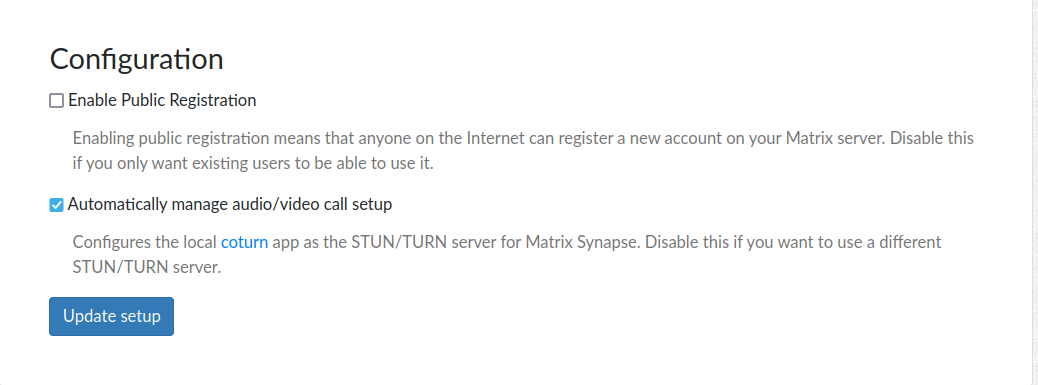 Configuration
Enable Public Registration
Enabling public registration means that anyone on the Internet can register a new account on your Matrix server. Disable this
if you only want existing users to be able to use it.
Automatically manage audio/video call setup
Configures the local coturn app as the STUN/TURN server for Matrix Synapse. Disable this if you want to use a different
STUN/TURN server.
Update setup